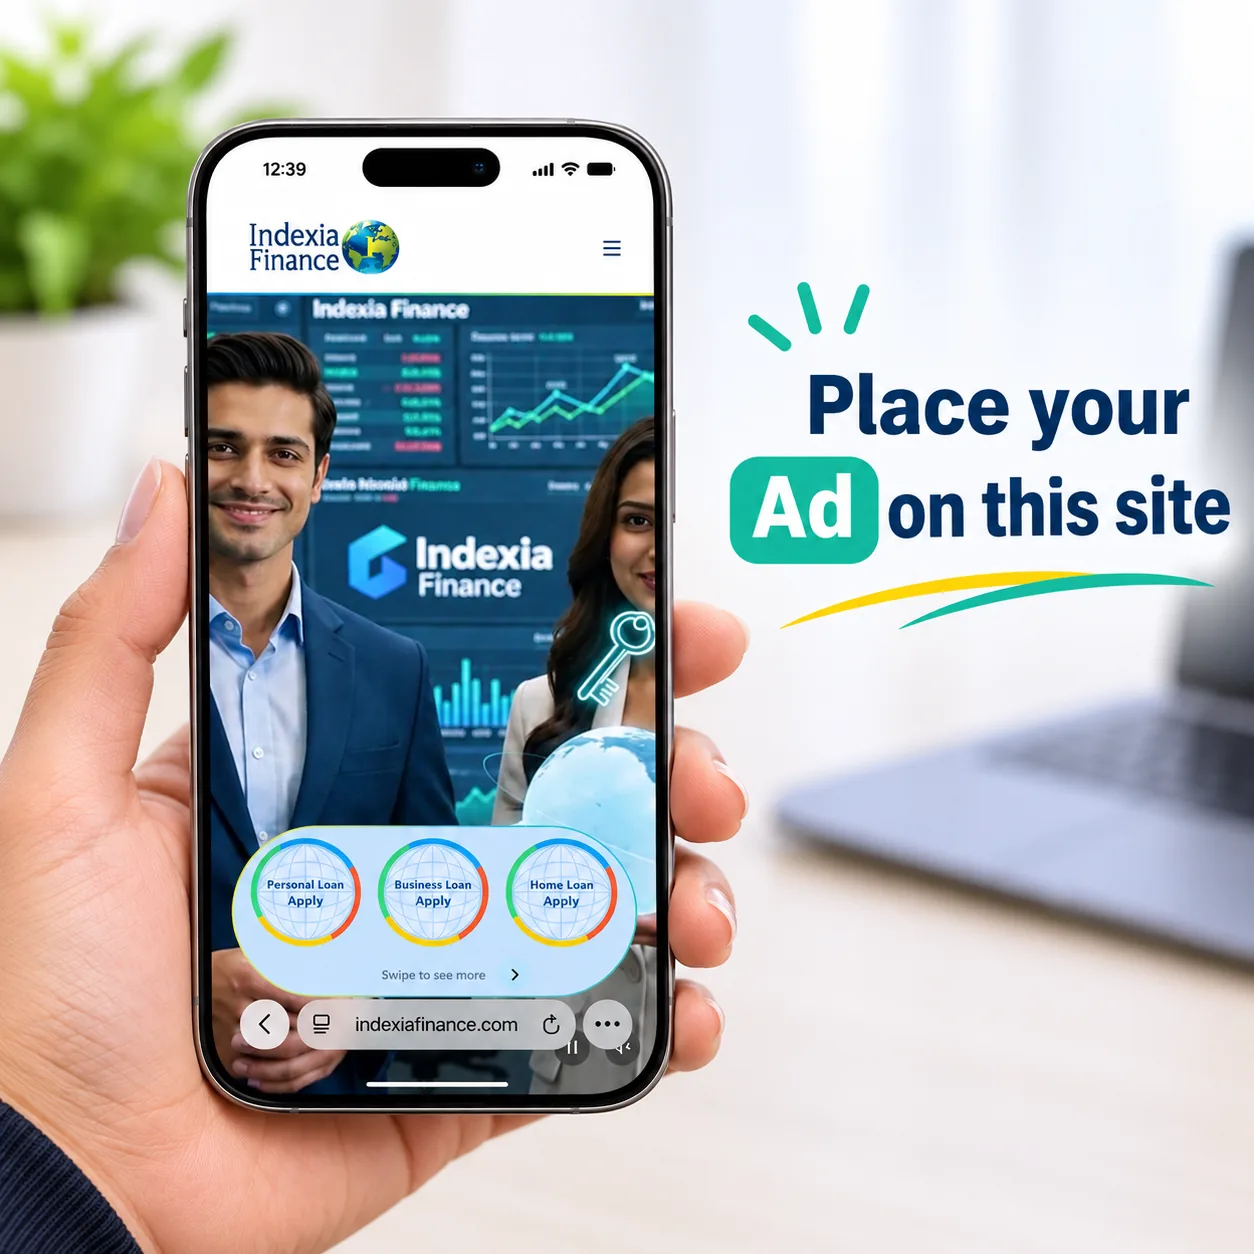 12:39
Indexia
Finance
Indexia Finance
Indexia
Finance
Personal Loan
Apply
Business Loan
Apply
Home Loan
Apply
Swipe to see more
indexiafinance.com
Place your
Ad on this site